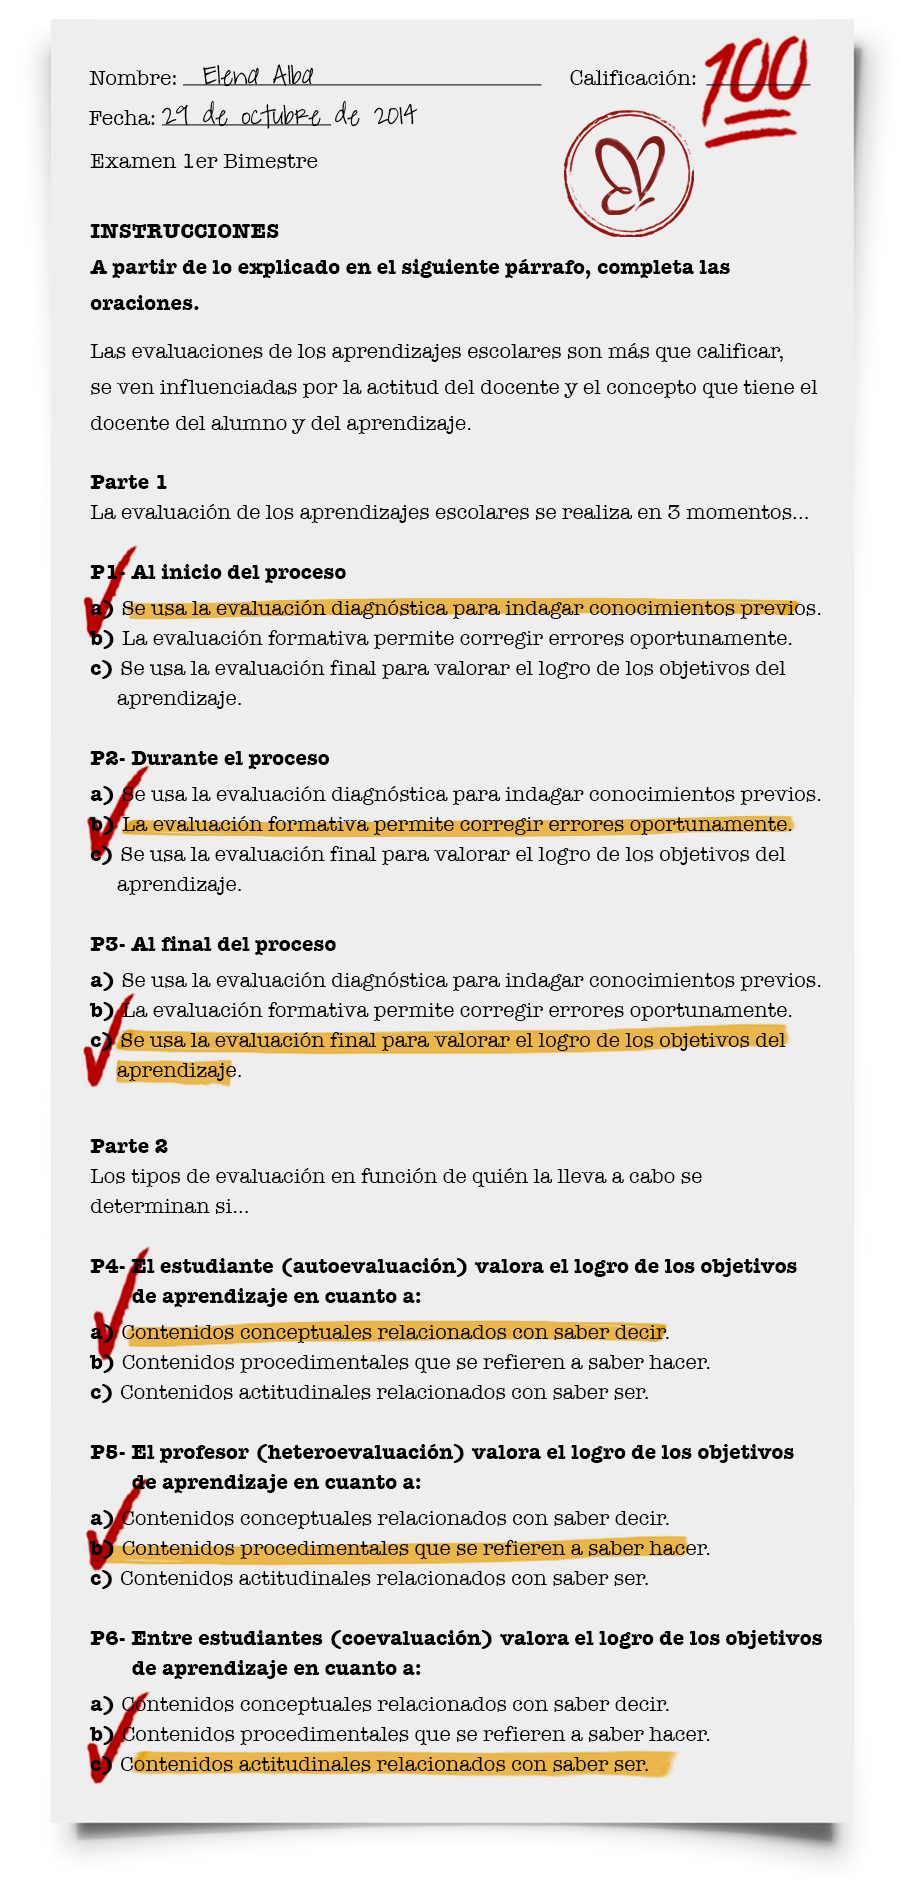 Nombre: Elena Alba Calificación: 100
Fecha: 29 de octubre de 2014
Examen 1er Bimestre
INSTRUCCIONES
A partir de lo explicado en el siguiente párrafo, completa las
oraciones.
Las evaluaciones de los aprendizajes escolares son más que calificar,
se ven influenciadas por la actitud del docente y el concepto que tiene el
docente del alumno y del aprendizaje.
Parte 1
La evaluación de los aprendizajes escolares se realiza en 3 momentos...
P1- Al inicio del proceso
a) Se usa la evaluación diagnóstica para indagar conocimientos previos.
b) La evaluación formativa permite corregir errores oportunamente.
c) Se usa la evaluación final para valorar el logro de los objetivos del
aprendizaje.
P2- Durante el proceso
a) Se usa la evaluación diagnóstica para indagar conocimientos previos.
b) La evaluación formativa permite corregir errores oportunamente.
c) Se usa la evaluación final para valorar el logro de los objetivos del
aprendizaje.
P3- Al final del proceso
a) Se usa la evaluación diagnóstica para indagar conocimientos previos.
b) La evaluación formativa permite corregir errores oportunamente.
c) Se usa la evaluación final para valorar el logro de los objetivos del
aprendizaje.
Parte 2
Los tipos de evaluación en función de quién la lleva a cabo se
determinan si...
P4- El estudiante (autoevaluación) valora el logro de los objetivos
de aprendizaje en cuanto a:
a) Contenidos conceptuales relacionados con saber decir.
b) Contenidos procedimentales que se refieren a saber hacer.
c) Contenidos actitudinales relacionados con saber ser.
P5- El profesor (heteroevaluación) valora el logro de los objetivos
de aprendizaje en cuanto a:
a) Contenidos conceptuales relacionados con saber decir.
b) Contenidos procedimentales que se refieren a saber hacer.
c) Contenidos actitudinales relacionados con saber ser.
P6- Entre estudiantes (coevaluación) valora el logro de los objetivos
de aprendizaje en cuanto a:
a) Contenidos conceptuales relacionados con saber decir.
b) Contenidos procedimentales que se refieren a saber hacer.
c) Contenidos actitudinales relacionados con saber ser.